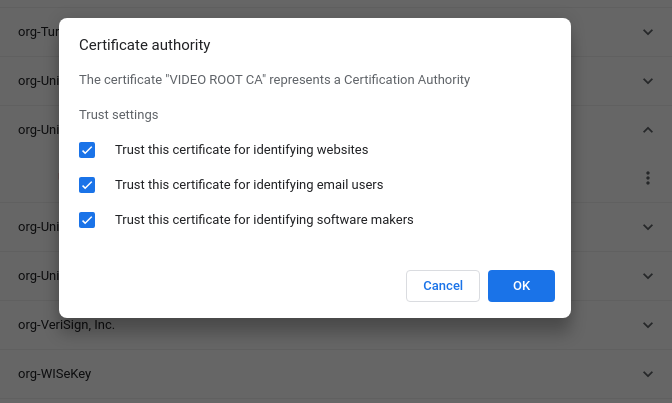 org-Tur
Certificate authority
org-Uni
The certificate "VIDEO ROOT CA" represents a Certification Authority
Trust settings
org-Uni
Trust this certificate for identifying websites
Trust this certificate for identifying email users
Trust this certificate for identifying software makers
org-Uni
org-Uni
Cancel
OK
org-VeriSign, Inc.
org-WISeKey